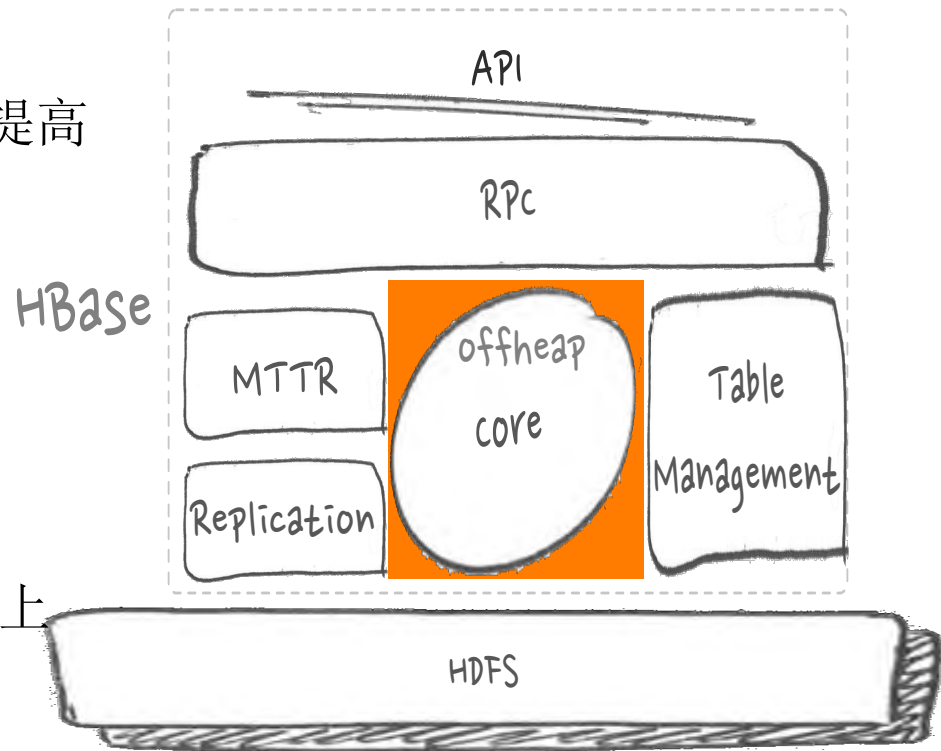 API
提高
RPC
HBase
offheap
core
MTTR
Table
Management
Replication
上
HDFS